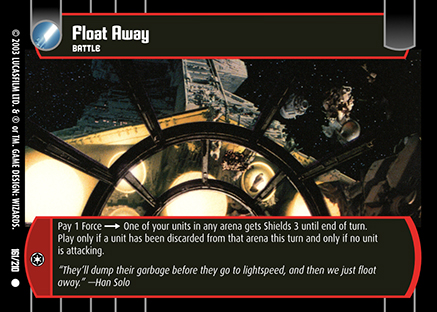 Float Away
BATTLE
© 2003 LUCASFILM LTD. & ® or TM. GAME DESIGN: WIZARDS.
Pay 1 Force → One of your units in any arena gets Shields 3 until end of turn.
Play only if a unit has been discarded from that arena this turn and only if no unit
is attacking.
"They'll dump their garbage before they go to lightspeed, and then we just float
away." —Han Solo
161/210